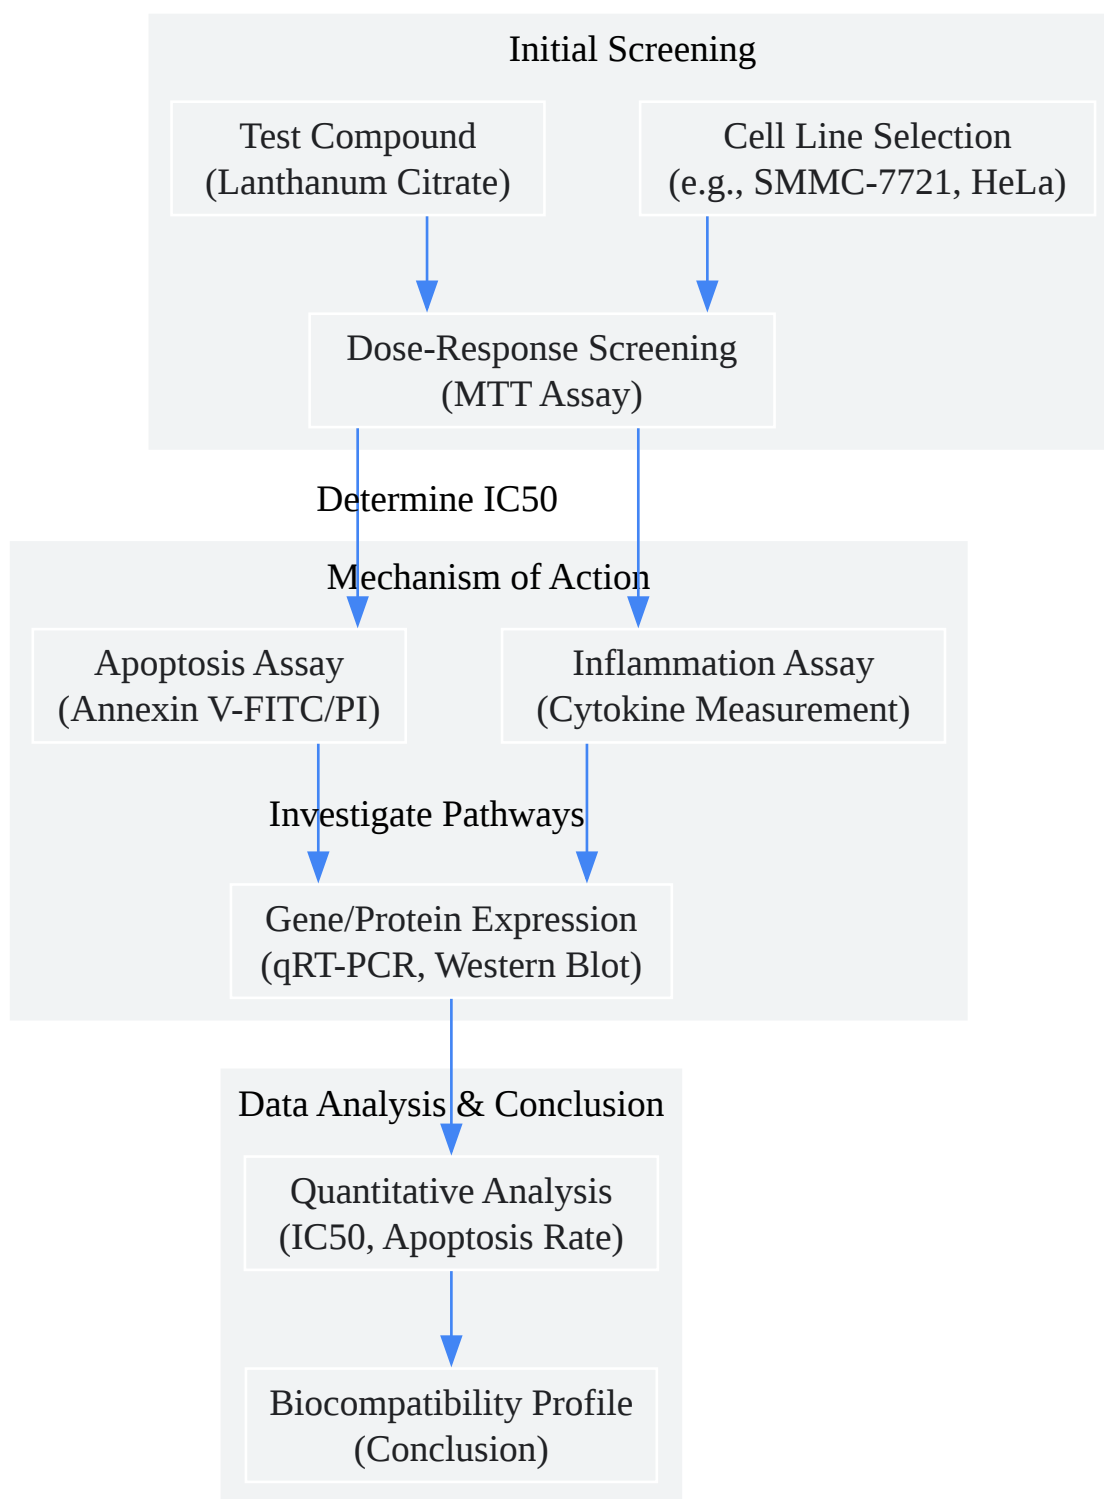 Initial Screening
Test Compound
(Lanthanum Citrate)
Cell Line Selection
(e.g., SMMC-7721, HeLa)
Dose-Response Screening
(MTT Assay)
Determine IC50
Mechanism of Action
Apoptosis Assay
(Annexin V-FITC/PI)
Inflammation Assay
(Cytokine Measurement)
Investigate Pathways
Gene/Protein Expression
(qRT-PCR, Western Blot)
Data Analysis & Conclusion
Quantitative Analysis
(IC50, Apoptosis Rate)
Biocompatibility Profile
(Conclusion)